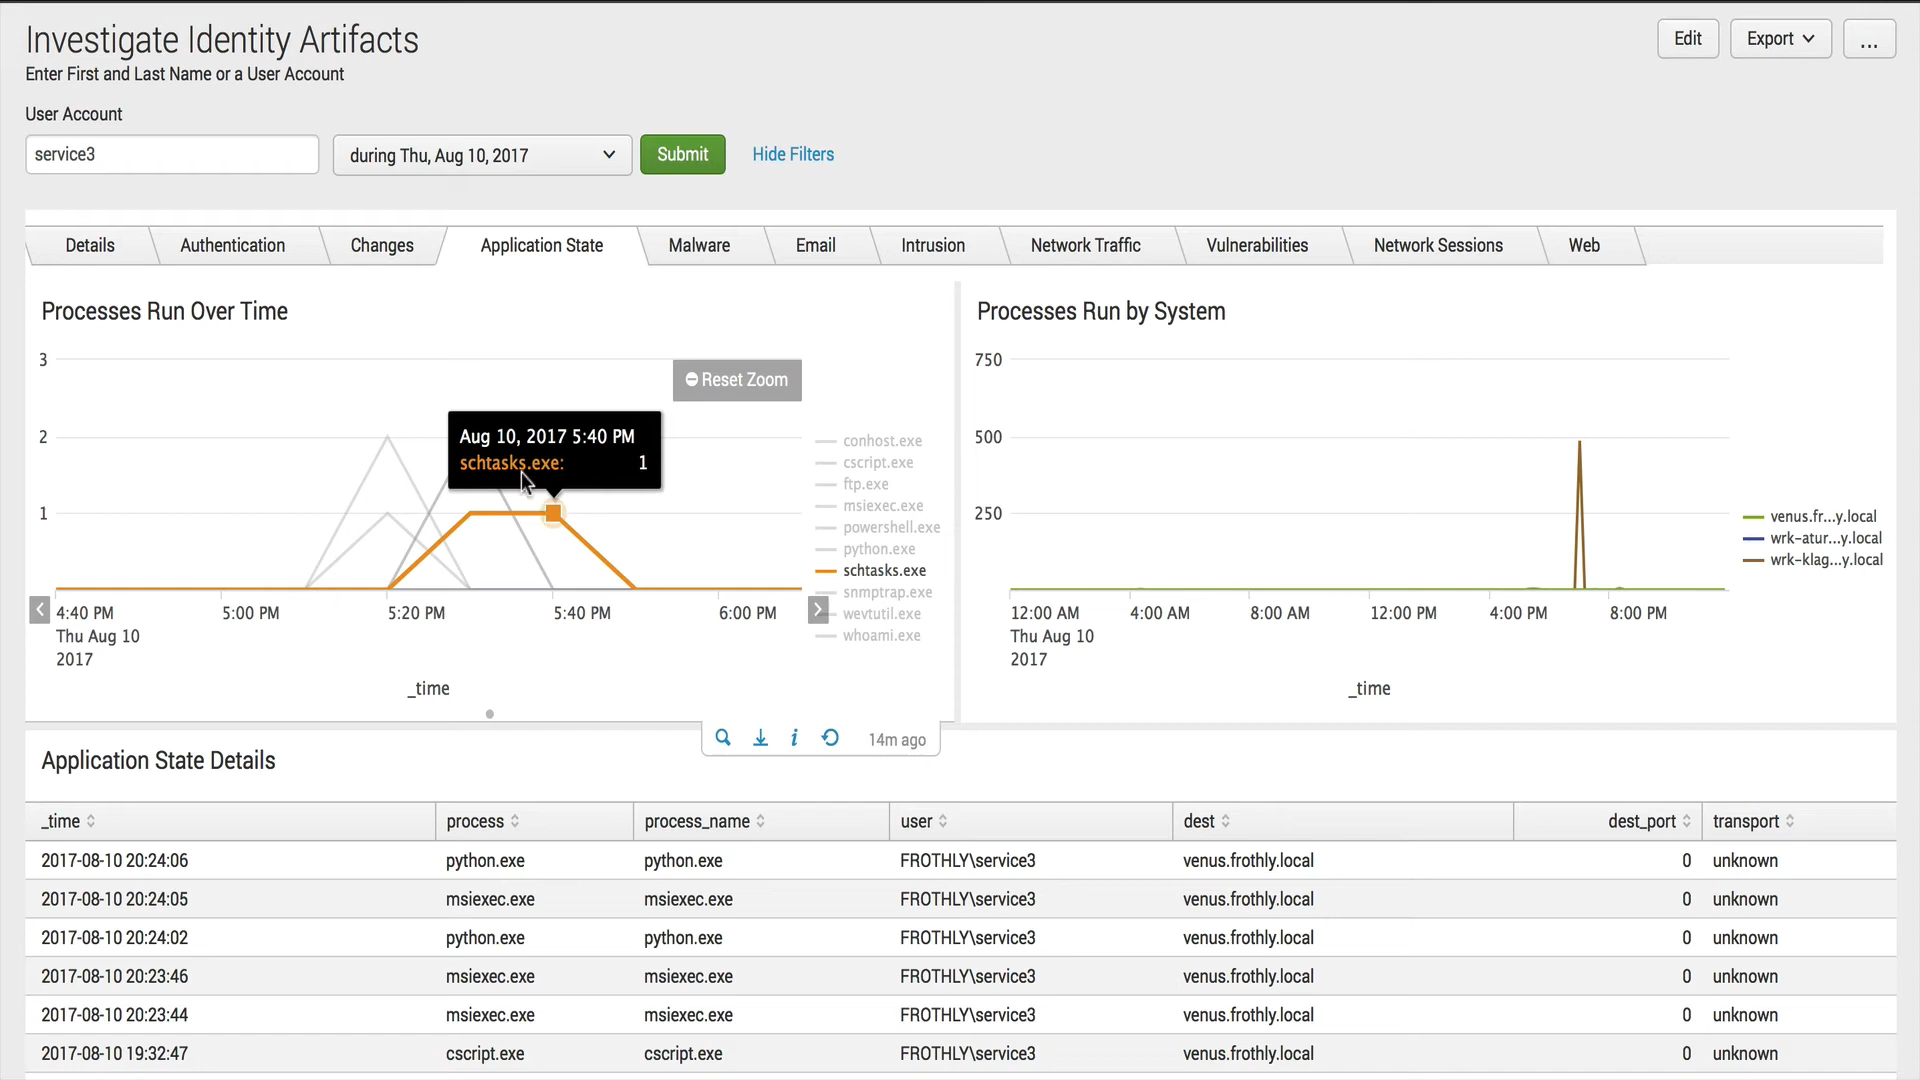 Investigate Identity Artifacts
Edit
Export
...
Enter First and Last Name or a User Account
User Account
service3
during Thu, Aug 10, 2017
Submit
Hide Filters
Details
Authentication
Changes
Application State
Malware
Email
Intrusion
Network Traffic
Vulnerabilities
Network Sessions
Web
Processes Run Over Time
3
2
1
Reset Zoom
Aug 10, 2017 5:40 PM
schtasks.exe: 1
conhost.exe
cscript.exe
ftp.exe
msiexec.exe
powershell.exe
python.exe
schtasks.exe
snmptrap.exe
wevtutil.exe
whoami.exe
4:40 PM
Thu Aug 10
2017
5:00 PM
5:20 PM
5:40 PM
6:00 PM
_time
Processes Run by System
750
500
250
venus.fr...y.local
wrk-atur...y.local
wrk-klag...y.local
12:00 AM
Thu Aug 10
2017
4:00 AM
8:00 AM
12:00 PM
4:00 PM
8:00 PM
_time
i
14m ago
Application State Details
_time process process_name user dest dest_port transport
2017-08-10 20:24:06 python.exe python.exe FROTHLY\service3 venus.frothly.local 0 unknown
2017-08-10 20:24:05 msiexec.exe msiexec.exe FROTHLY\service3 venus.frothly.local 0 unknown
2017-08-10 20:24:02 python.exe python.exe FROTHLY\service3 venus.frothly.local 0 unknown
2017-08-10 20:23:46 msiexec.exe msiexec.exe FROTHLY\service3 venus.frothly.local 0 unknown
2017-08-10 20:23:44 msiexec.exe msiexec.exe FROTHLY\service3 venus.frothly.local 0 unknown
2017-08-10 19:32:47 cscript.exe cscript.exe FROTHLY\service3 venus.frothly.local 0 unknown